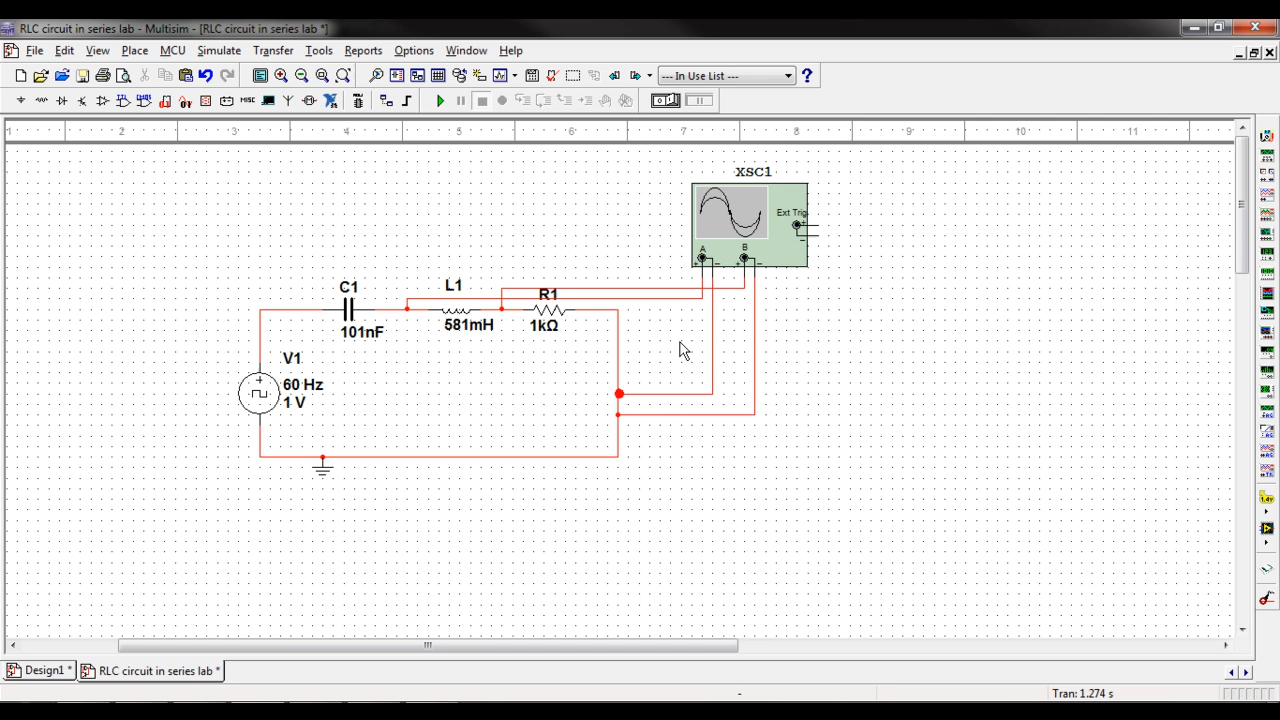 RLC circuit in series lab - Multisim - [RLC circuit in series lab *]
File Edit View Place MCU Simulate Transfer Tools Reports Options Window Help
--- In Use List ---
MISC
1 2 3 4 5 6 7 8 9 10 11
XSC1
Ext Trig
+
−
A B
+ − + −
C1
101nF
L1
581mH
R1
1kΩ
V1
60 Hz
1 V
Design1 * RLC circuit in series lab *
- Tran: 1.274 s